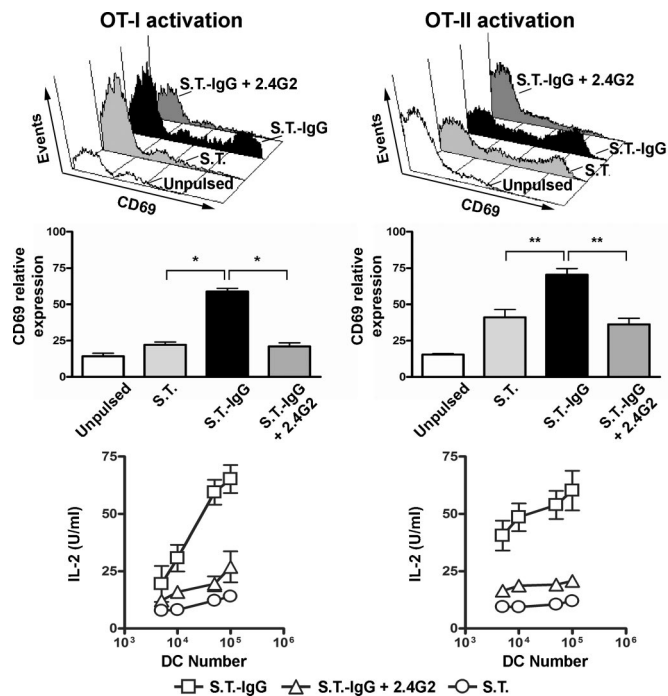 OT-I activation
S.T.-IgG + 2.4G2
S.T.-IgG
S.T.
Unpulsed
Events
CD69
OT-II activation
S.T.-IgG + 2.4G2
S.T.-IgG
S.T.
Unpulsed
Events
CD69
CD69 relative
expression
100
75
50
25
0
*
*
Unpulsed
S.T.
S.T.-IgG
S.T.-IgG
+ 2.4G2
CD69 relative
expression
100
75
50
25
0
**
**
Unpulsed
S.T.
S.T.-IgG
S.T.-IgG
+ 2.4G2
IL-2 (U/ml)
75
50
25
0
10³ 10⁴ 10⁵ 10⁶
DC Number
IL-2 (U/ml)
75
50
25
0
10³ 10⁴ 10⁵ 10⁶
DC Number
S.T.-IgG S.T.-IgG + 2.4G2 S.T.